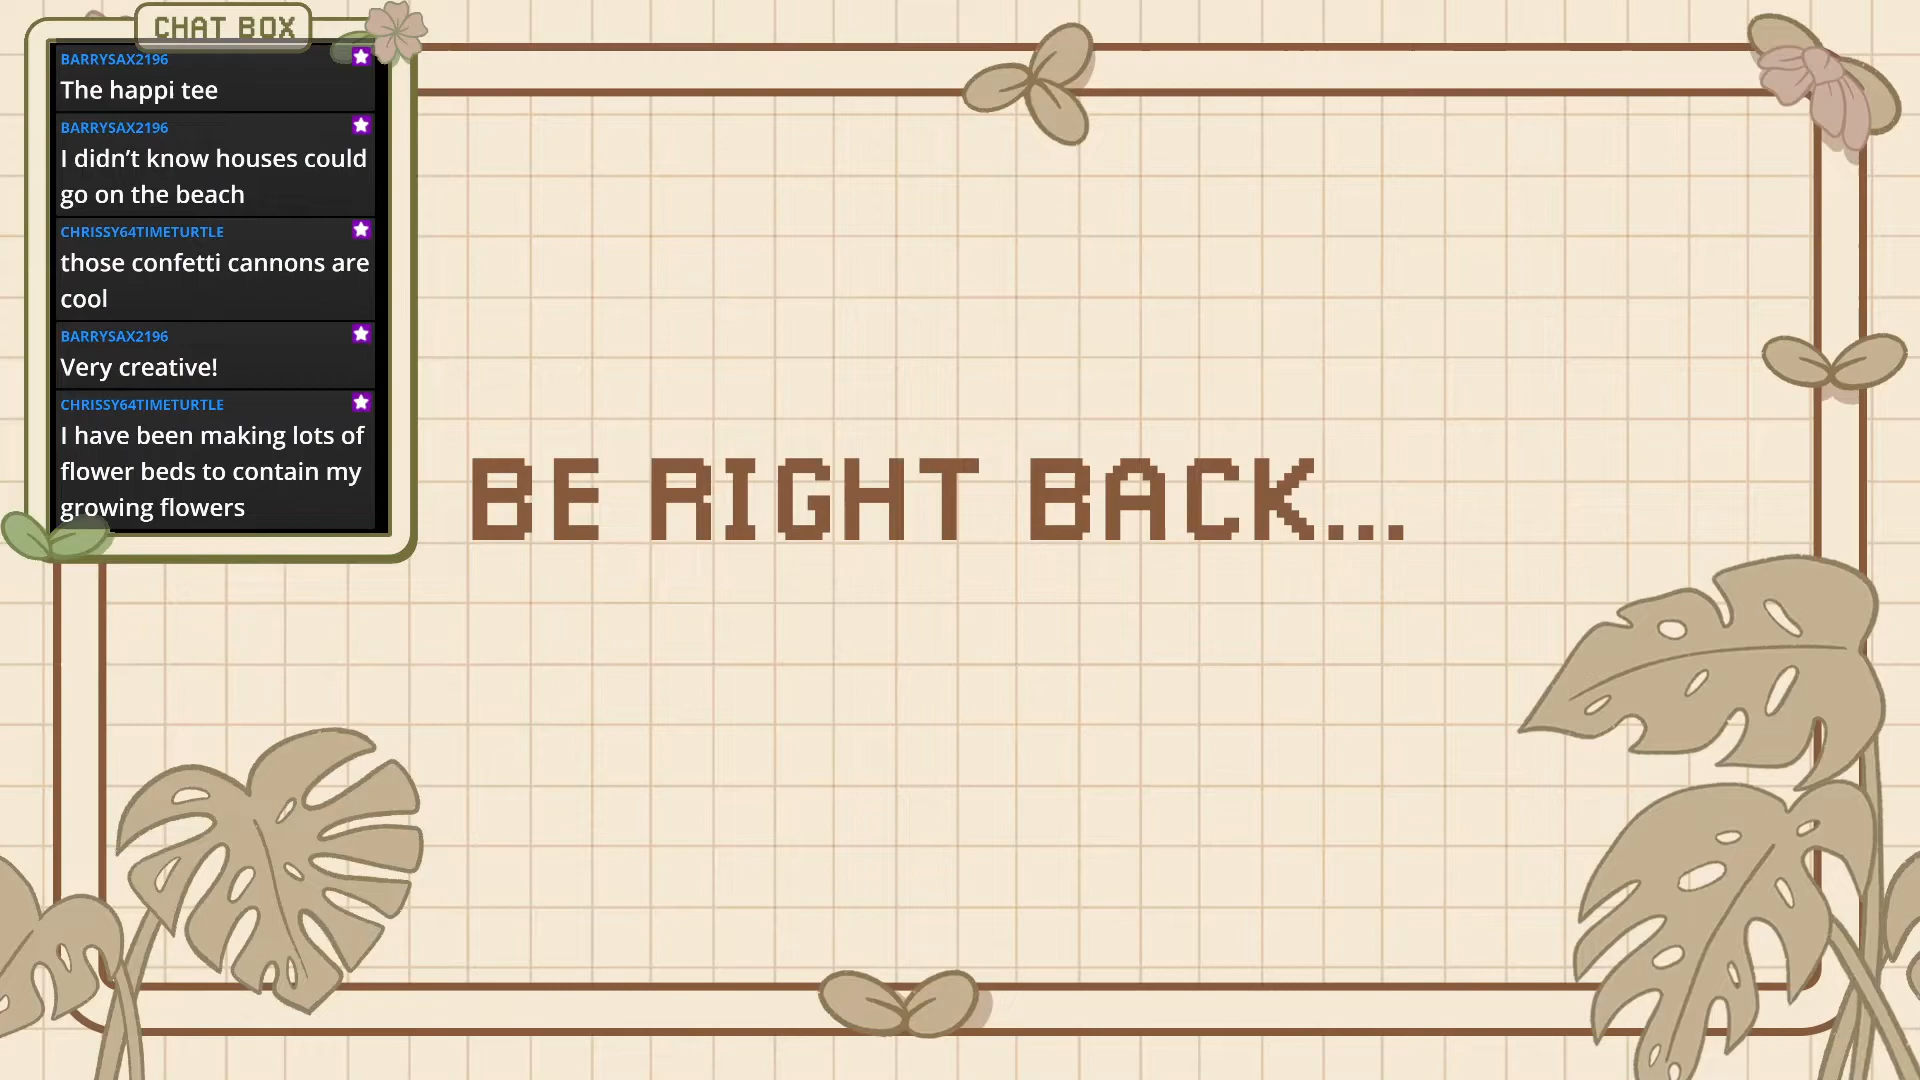 CHAT BOX
BARRYSAX2196
The happi tee
BARRYSAX2196
I didn’t know houses could
go on the beach
CHRISSY64TIMETURTLE
those confetti cannons are
cool
BARRYSAX2196
Very creative!
CHRISSY64TIMETURTLE
I have been making lots of
flower beds to contain my
growing flowers
BE RIGHT BACK...